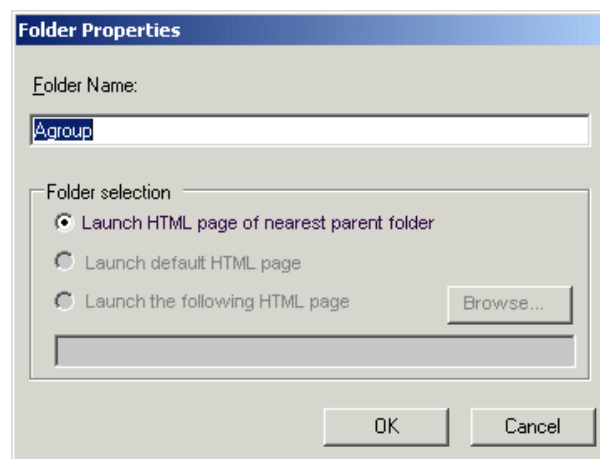 Folder Properties
Folder Name:
Agroup
Folder selection
Launch HTML page of nearest parent folder
Launch default HTML page
Launch the following HTML page
Browse...
OK
Cancel